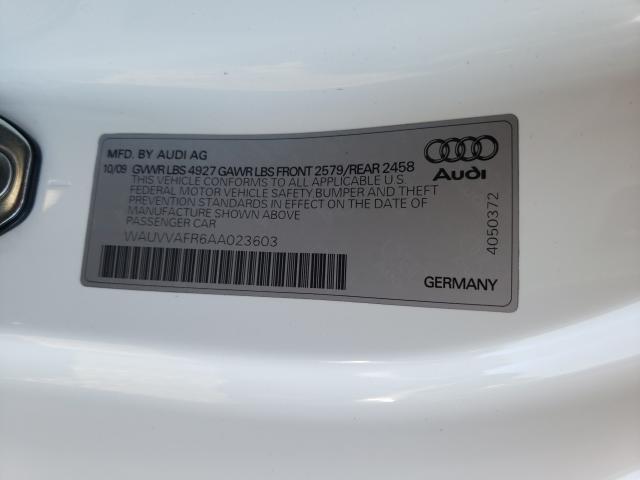 MFD. BY AUDI AG
10/09 GVWR LBS 4927 GAWR LBS FRONT 2579/REAR 2458
THIS VEHICLE CONFORMS TO ALL APPLICABLE U S
FEDERAL MOTOR VEHICLE SAFETY BUMPER AND THEFT
PREVENTION STANDARDS IN EFFECT ON THE DATE OF
MANUFACTURE SHOWN ABOVE
PASSENGER CAR
WAUVVAFR6AA023603
Audi
4050372
GERMANY